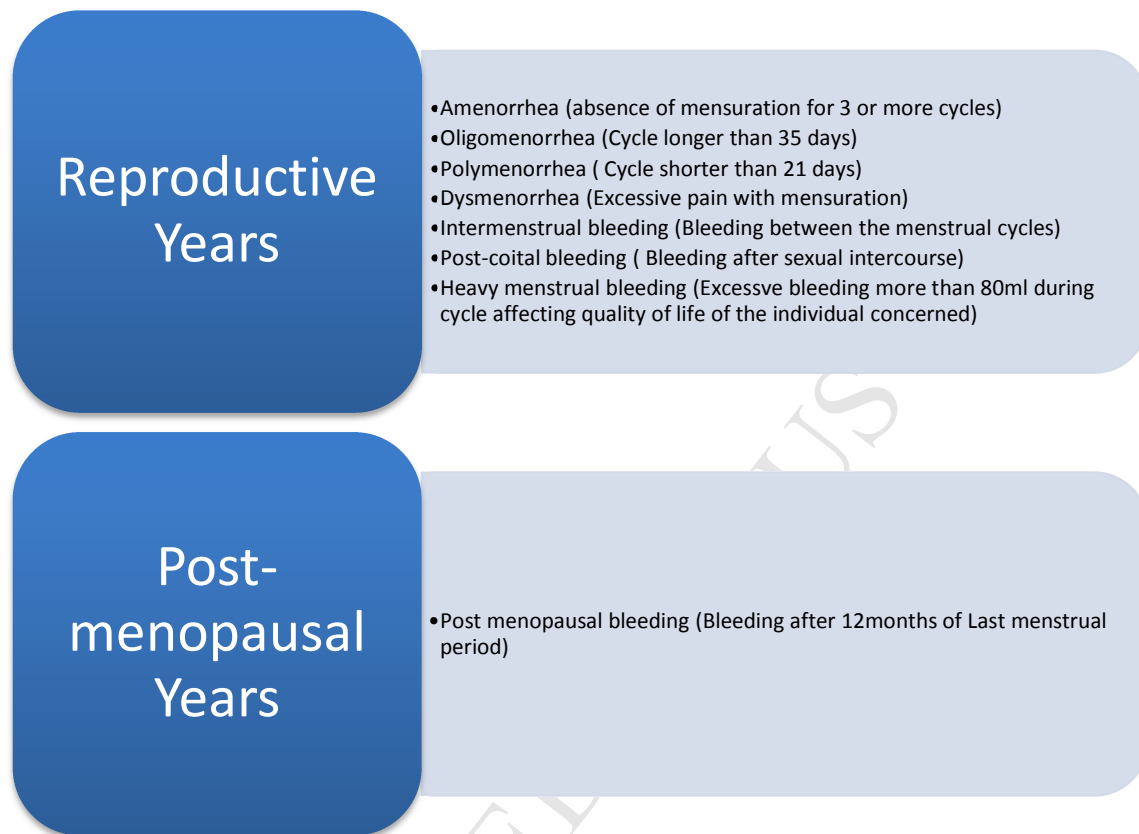 Reproductive
Years
•Amenorrhea (absence of mensuration for 3 or more cycles)
•Oligomenorrhea (Cycle longer than 35 days)
•Polymenorrhea ( Cycle shorter than 21 days)
•Dysmenorrhea (Excessive pain with mensuration)
•Intermenstrual bleeding (Bleeding between the menstrual cycles)
•Post-coital bleeding ( Bleeding after sexual intercourse)
•Heavy menstrual bleeding (Excessve bleeding more than 80ml during
cycle affecting quality of life of the individual concerned)
Post-
menopausal
Years
•Post menopausal bleeding (Bleeding after 12months of Last menstrual
period)